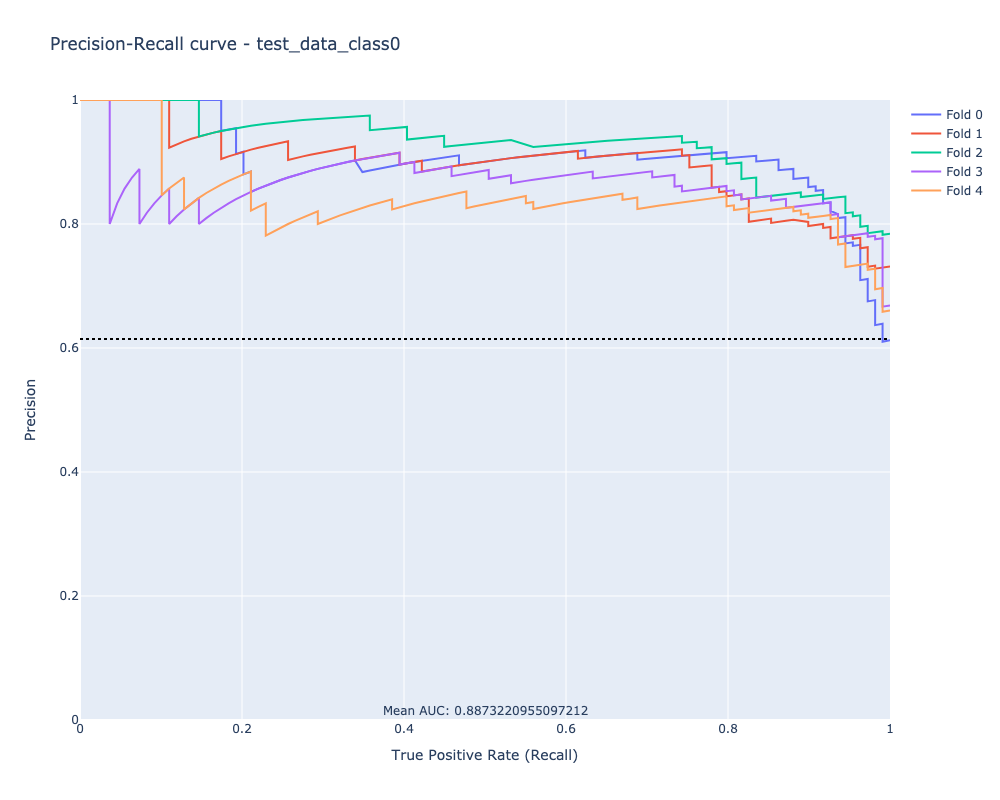 Precision-Recall curve - test_data_class0
Fold 0
Fold 1
Fold 2
Fold 3
Fold 4
1
0.8
0.6
0.4
0.2
0
Precision
Mean AUC: 0.8873220955097212
0
0.2
0.4
0.6
0.8
1
True Positive Rate (Recall)